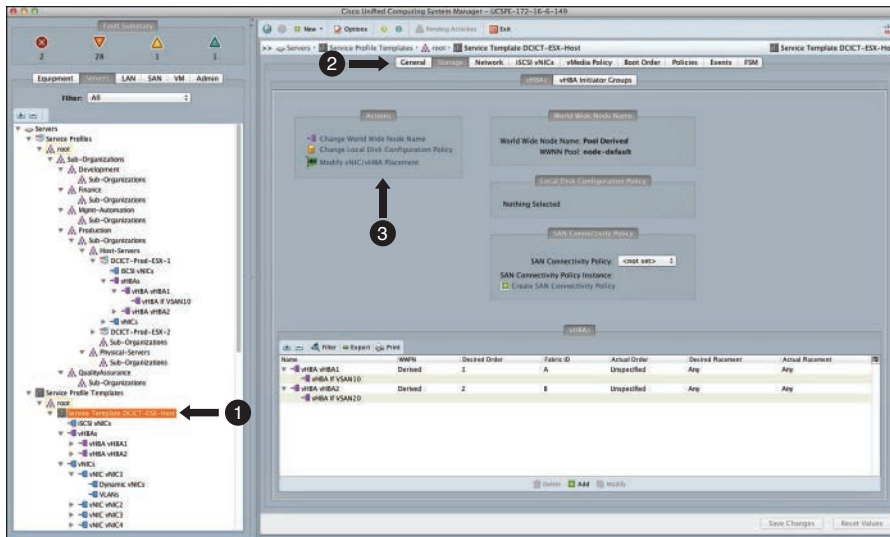 Cisco Unified Computing System Manager - UCSPE-172-16-6-149
Fault Summary
2 78 1 1
New Options Pending Activities Exit
>> Servers Service Profile Templates root Service Template DCICT-ESX-Host
Service Template DCICT-ESX-Ho
Equipment Servers LAN SAN VM Admin
Filter: All
2
General Storage Network iSCSI vNICs vMedia Policy Boot Order Policies Events FSM
vHBAs vHBA Initiator Groups
Servers
Service Profiles
root
Sub-Organizations
Development
Sub-Organizations
Finance
Sub-Organizations
Mgmt-Automation
Sub-Organizations
Production
Sub-Organizations
Host-Servers
DCICT-Prod-ESX-1
iSCSI vNICs
vHBAs
vHBA vHBA1
vHBA If VSAN10
vHBA vHBA2
vNICs
DCICT-Prod-ESX-2
Sub-Organizations
Physical-Servers
Sub-Organizations
QualityAssurance
Sub-Organizations
Service Profile Templates
root
Service Template DCICT-ESX-Host
1
iSCSI vNICs
vHBAs
vHBA vHBA1
vHBA vHBA2
vNICs
vNIC vNIC1
Dynamic vNICs
VLANs
vNIC vNIC2
vNIC vNIC3
vNIC vNIC4
Actions
Change World Wide Node Name
Change Local Disk Configuration Policy
Modify vNIC/vHBA Placement
3
World Wide Node Name
World Wide Node Name: Pool Derived
WWNN Pool: node-default
Local Disk Configuration Policy
Nothing Selected
SAN Connectivity Policy
SAN Connectivity Policy: <not set>
SAN Connectivity Policy Instance:
Create SAN Connectivity Policy
vHBAs
Filter Export Print
Name WWPN Desired Order Fabric ID Actual Order Desired Placement Actual Placement
vHBA vHBA1 Derived 1 A Unspecified Any Any
vHBA If VSAN10
vHBA vHBA2 Derived 2 B Unspecified Any Any
vHBA If VSAN20
Delete Add Modify
Save Changes Reset Values